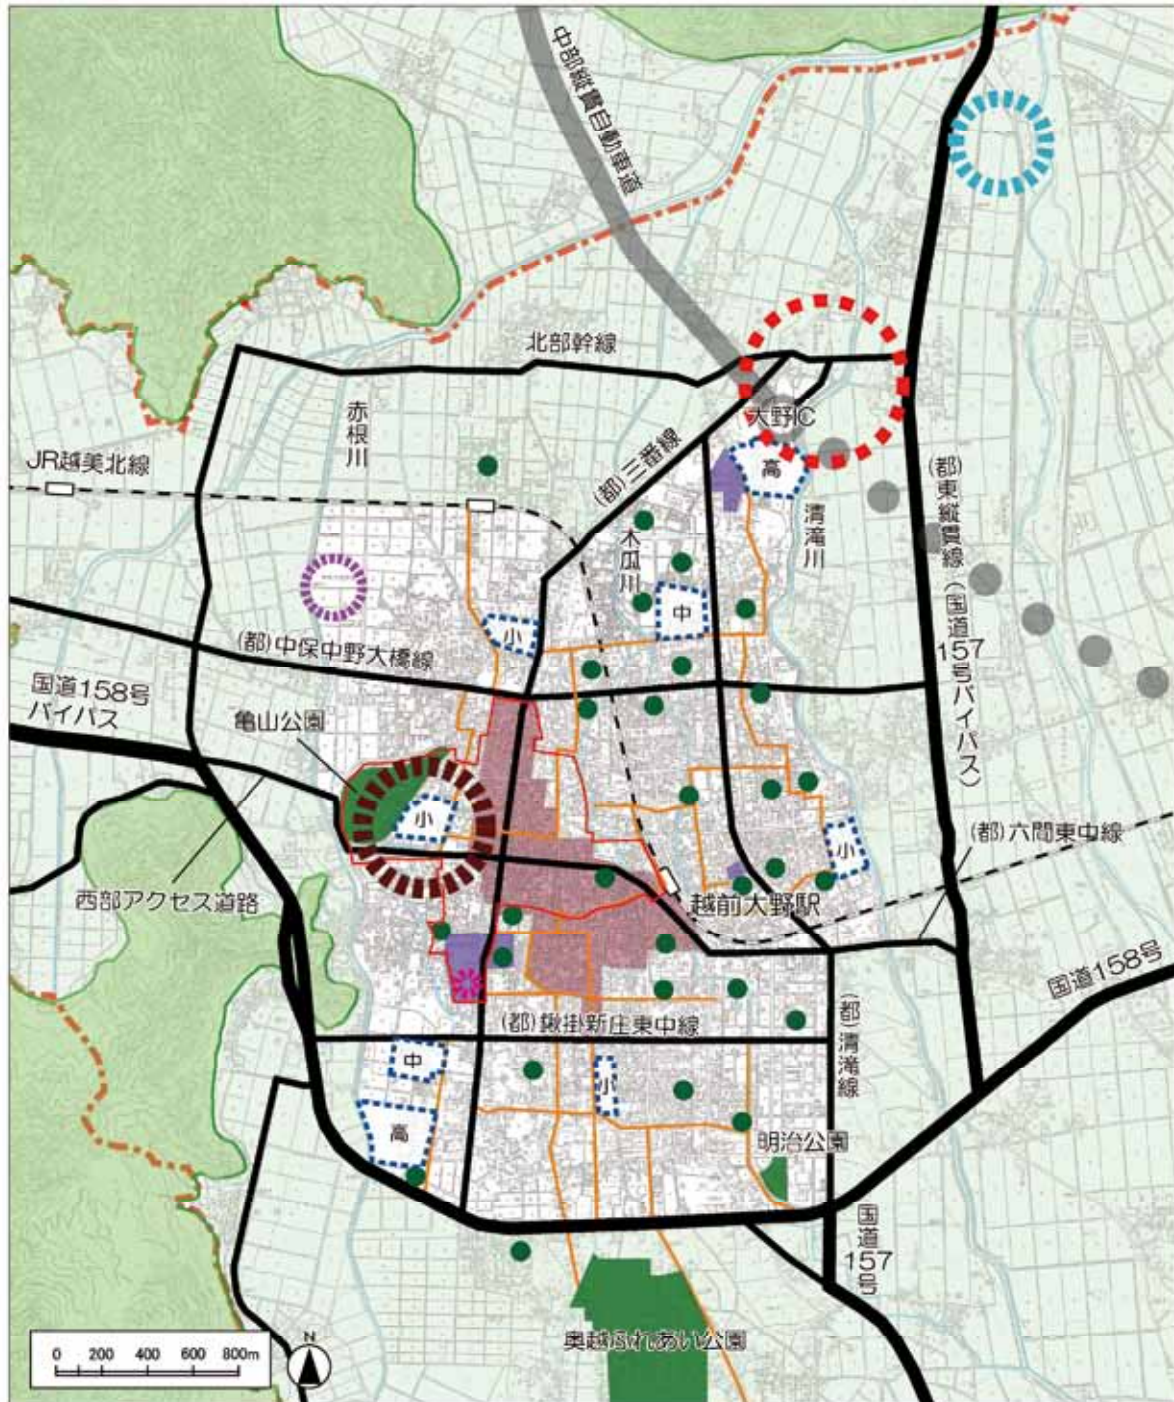 中部縦貫自動車道
北部幹線
赤根川
大野IC
JR越美北線
(都)三番線
高
木瓜川
清滝川
(都)東縦貫線(国道157号バイパス)
中
小
(都)中保中野大橋線
国道158号
バイパス
亀山公園
小
小
(都)六間東中線
西部アクセス道路
越前大野駅
国道158号
(都)鍬掛新庄東中線
(都)清滝線
中
小
高
明治公園
国道157号
奥越ふれあい公園
0 200 400 600 800m
N